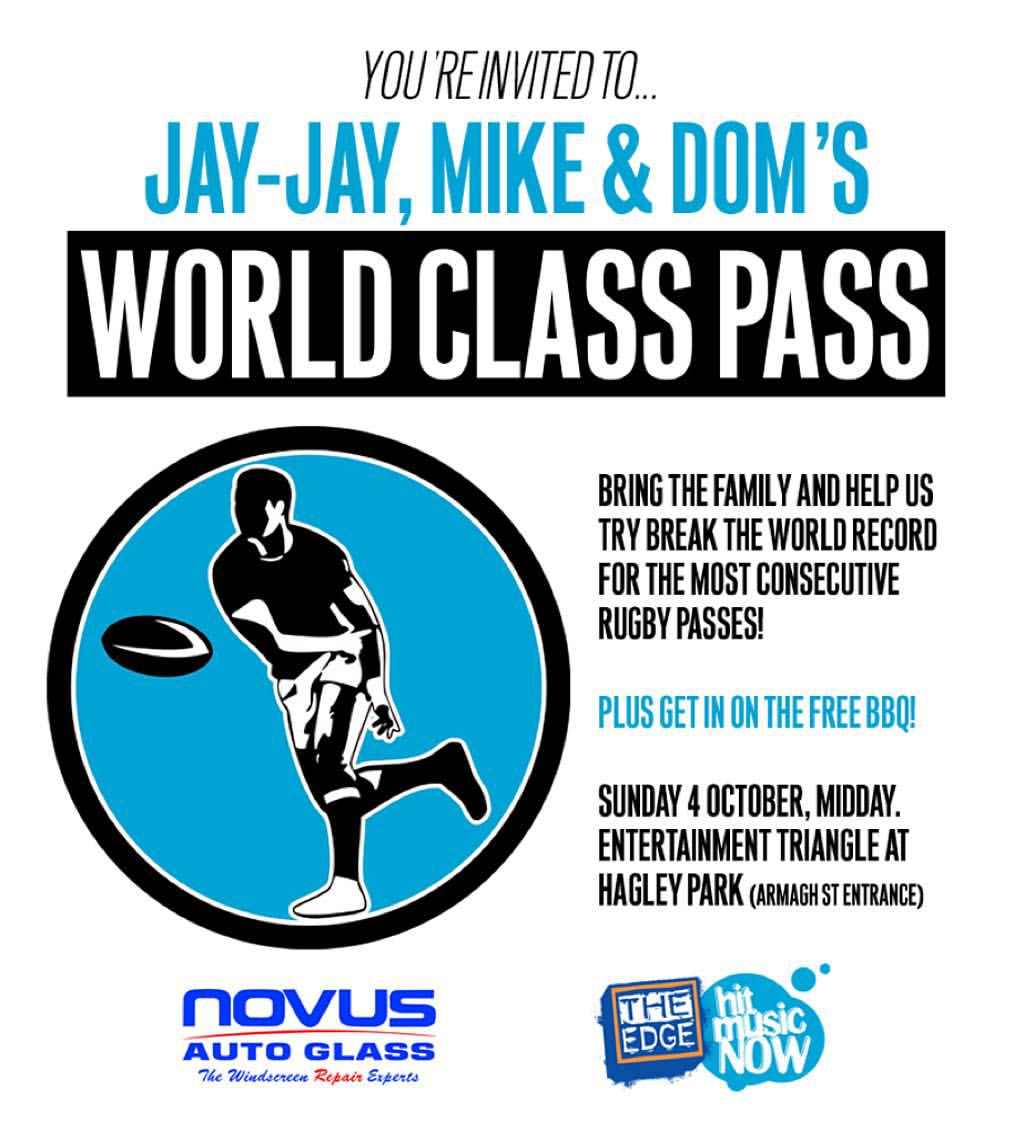 YOU'RE INVITED TO...
JAY-JAY, MIKE & DOM'S
WORLD CLASS PASS
BRING THE FAMILY AND HELP US
TRY BREAK THE WORLD RECORD
FOR THE MOST CONSECUTIVE
RUGBY PASSES!
PLUS GET IN ON THE FREE BBQ!
SUNDAY 4 OCTOBER, MIDDAY.
ENTERTAINMENT TRIANGLE AT
HAGLEY PARK (ARMAGH ST ENTRANCE)
NOVUS
AUTO GLASS
The Windscreen Repair Experts
THE
EDGE
hit
music
NOW